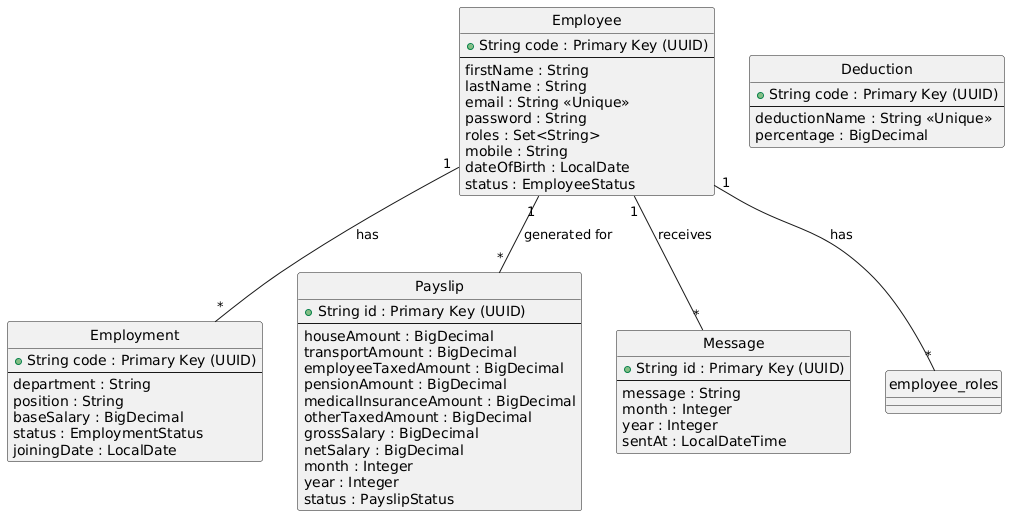 Employee
String code : Primary Key (UUID)
firstName : String
lastName : String
email : String «Unique»
password : String
roles : Set<String>
mobile : String
dateOfBirth : LocalDate
status : EmployeeStatus
Deduction
String code : Primary Key (UUID)
deductionName : String «Unique»
percentage : BigDecimal
1
has
*
1
generated for
*
1
receives
*
1
has
*
Employment
String code : Primary Key (UUID)
department : String
position : String
baseSalary : BigDecimal
status : EmploymentStatus
joiningDate : LocalDate
Payslip
String id : Primary Key (UUID)
houseAmount : BigDecimal
transportAmount : BigDecimal
employeeTaxedAmount : BigDecimal
pensionAmount : BigDecimal
medicalInsuranceAmount : BigDecimal
otherTaxedAmount : BigDecimal
grossSalary : BigDecimal
netSalary : BigDecimal
month : Integer
year : Integer
status : PayslipStatus
Message
String id : Primary Key (UUID)
message : String
month : Integer
year : Integer
sentAt : LocalDateTime
employee_roles